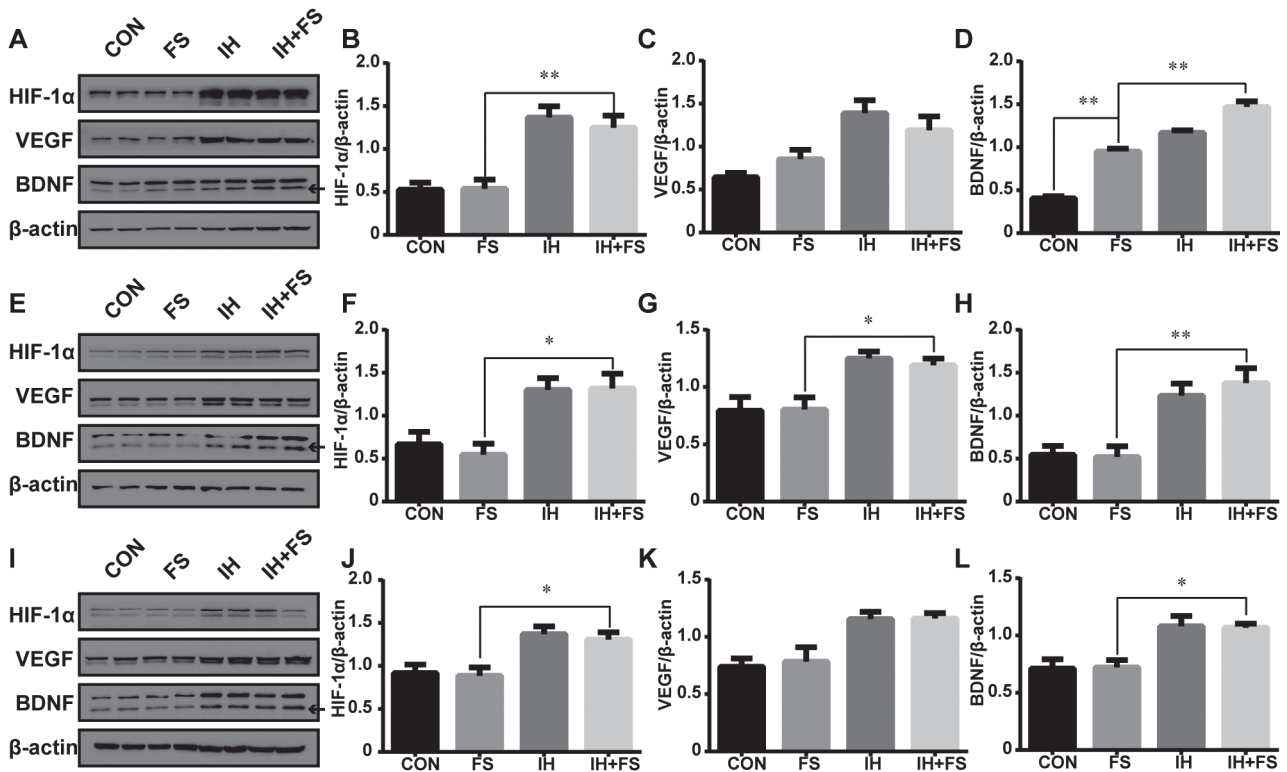 A
CON FS IH IH+FS
HIF-1α
VEGF
BDNF
β-actin
B
HIF-1α/β-actin
2.0
1.5
1.0
0.5
0
**
CON FS IH IH+FS
C
VEGF/β-actin
2.0
1.5
1.0
0.5
0
CON FS IH IH+FS
D
BDNF/β-actin
2.0
1.5
1.0
0.5
0
**
**
CON FS IH IH+FS
E
CON FS IH IH+FS
HIF-1α
VEGF
BDNF
β-actin
F
HIF-1α/β-actin
2.0
1.5
1.0
0.5
0
*
CON FS IH IH+FS
G
VEGF/β-actin
1.5
1.0
0.5
0
*
CON FS IH IH+FS
H
BDNF/β-actin
2.0
1.5
1.0
0.5
0
**
CON FS IH IH+FS
I
CON FS IH IH+FS
HIF-1α
VEGF
BDNF
β-actin
J
HIF-1α/β-actin
2.0
1.5
1.0
0.5
0
*
CON FS IH IH+FS
K
VEGF/β-actin
1.5
1.0
0.5
0
CON FS IH IH+FS
L
BDNF/β-actin
1.5
1.0
0.5
0
*
CON FS IH IH+FS